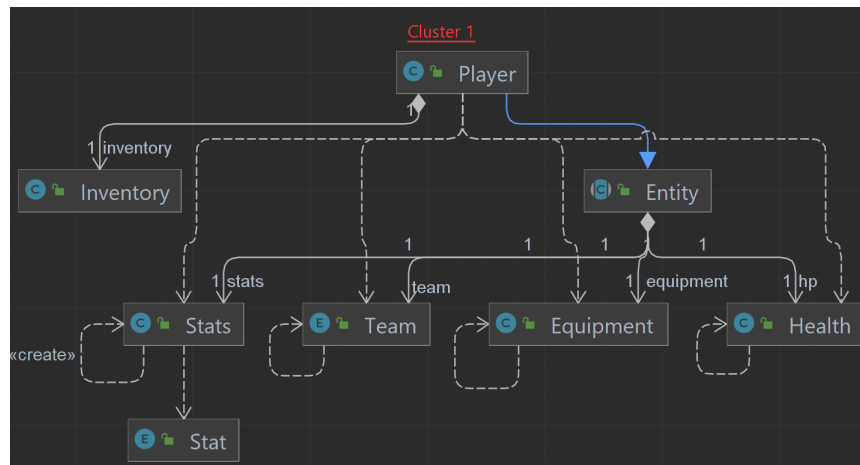 Cluster 1
C Player
1
1 inventory
C Inventory
C Entity
1 1 1 1 1
1 stats
team
1 equipment
1 hp
C Stats
E Team
C Equipment
C Health
«create»
E Stat